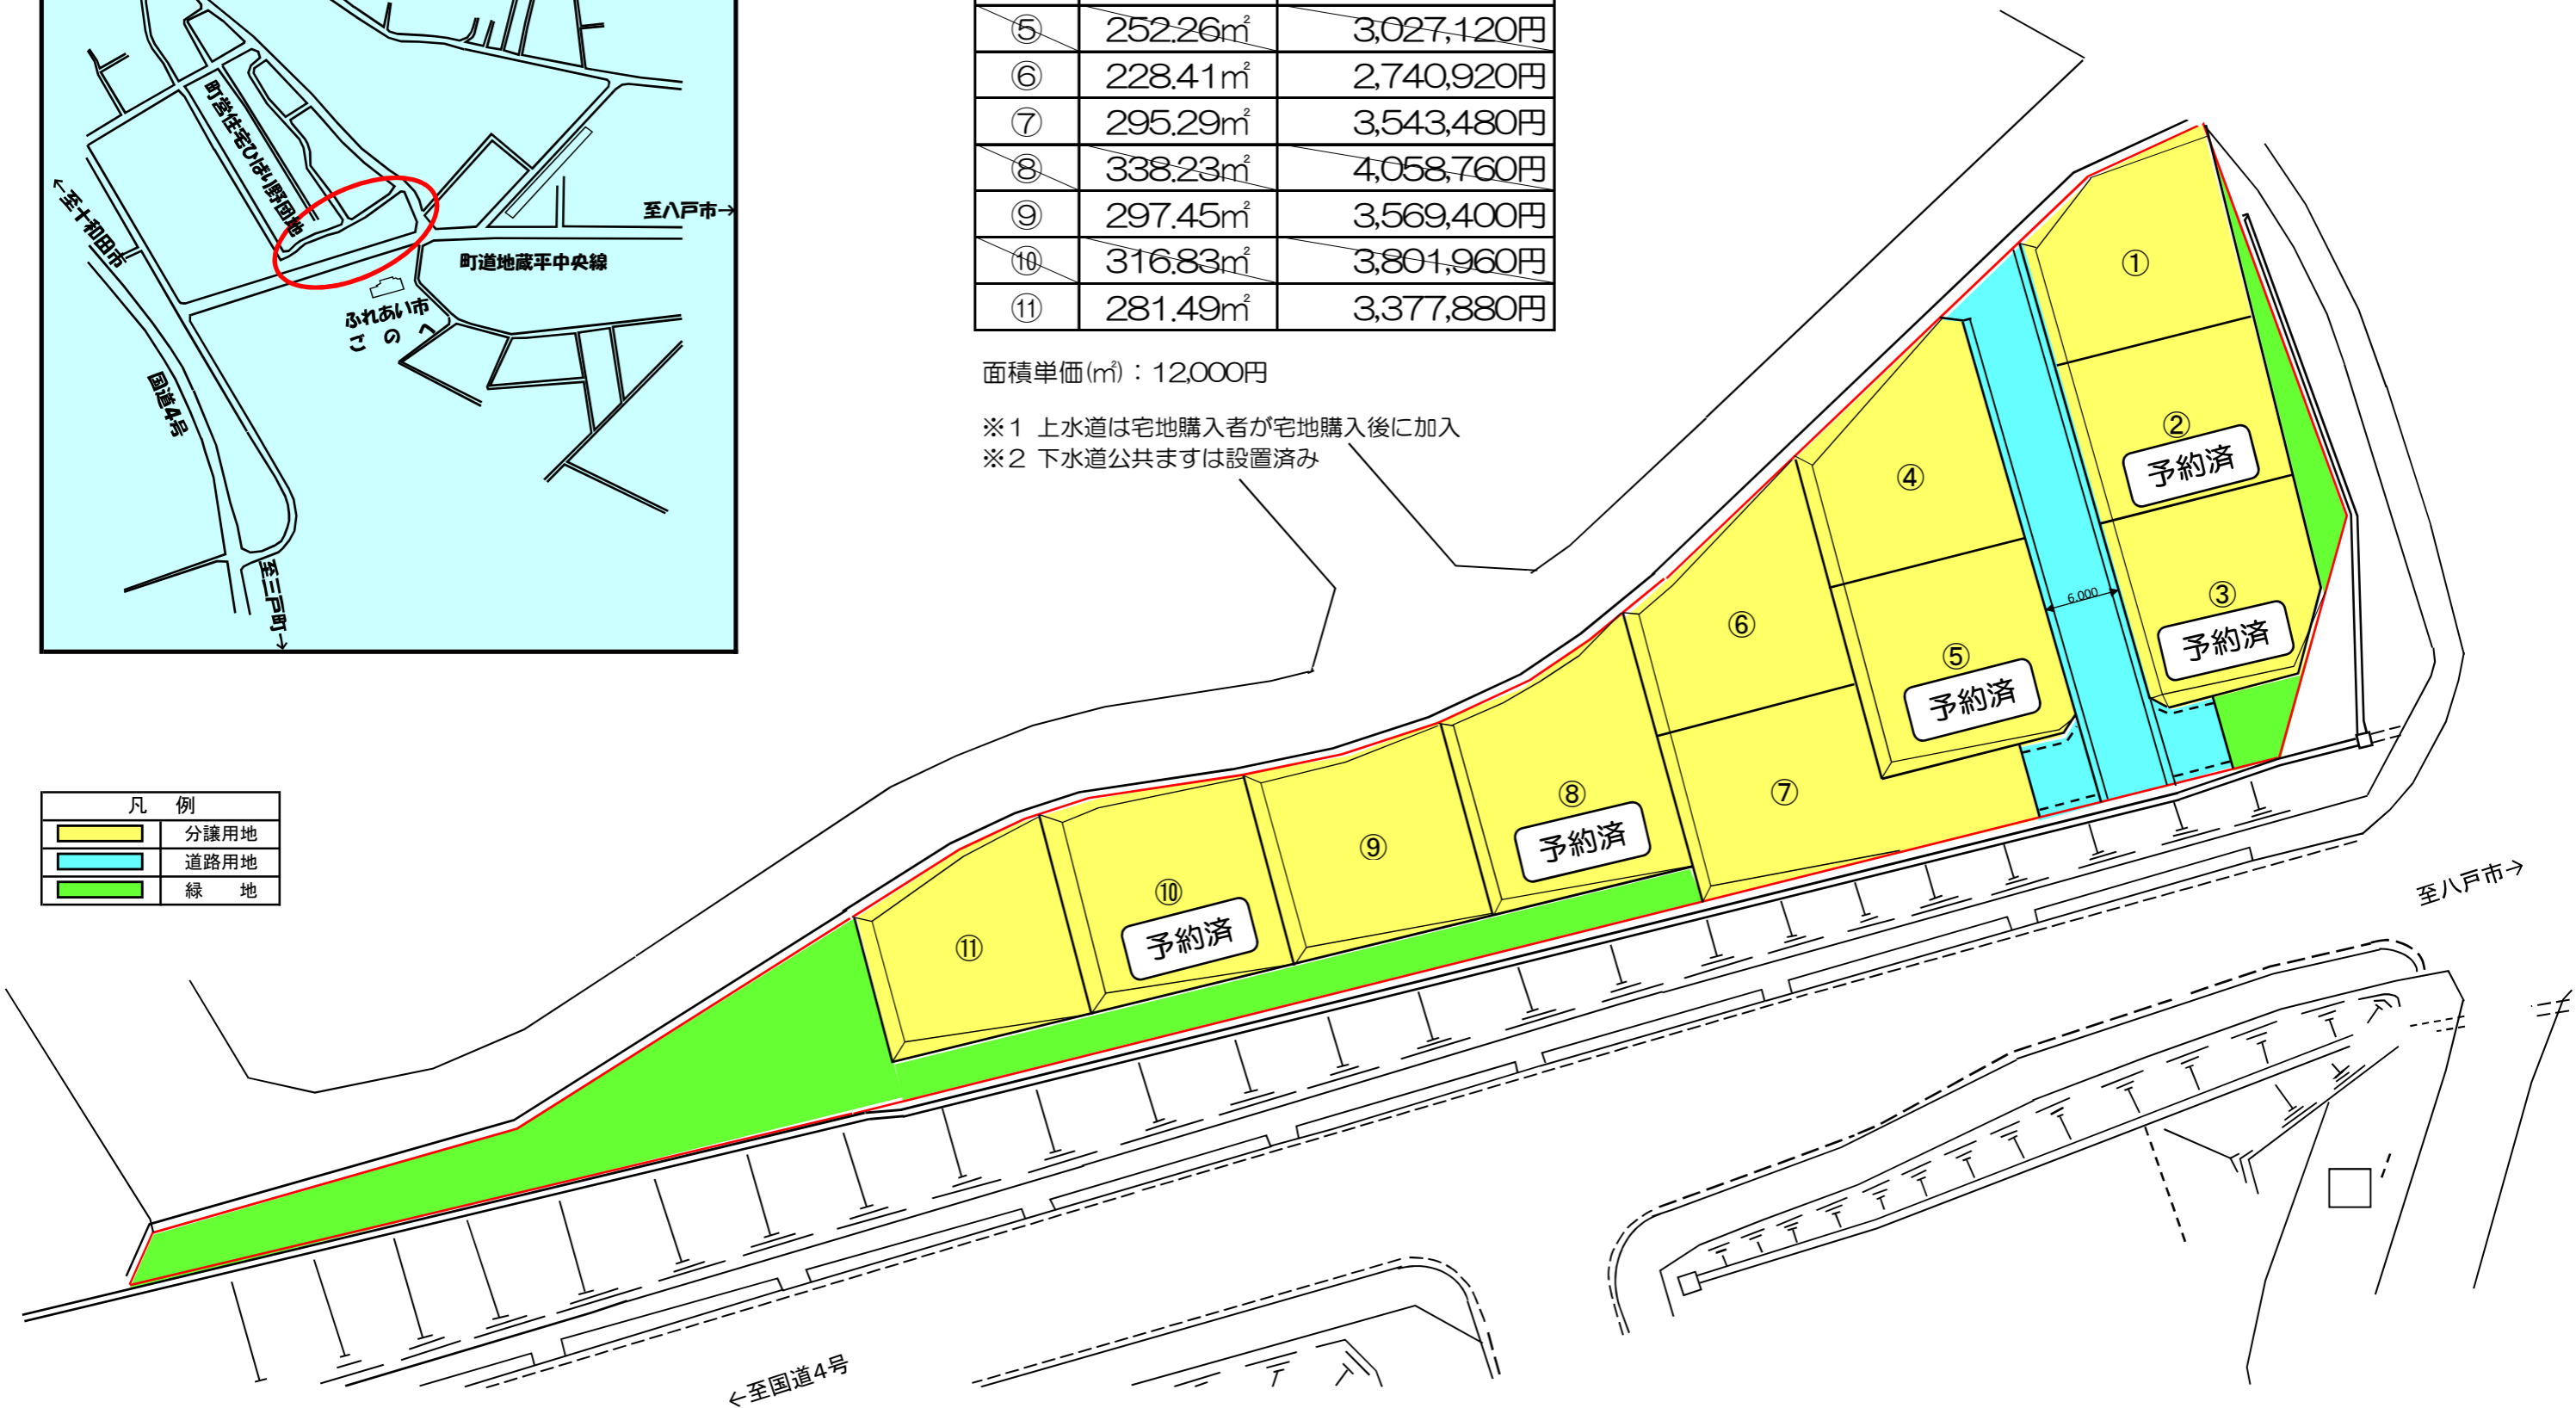 ⑤ 252.26㎡ 3,027,120円
⑥ 228.41㎡ 2,740,920円
⑦ 295.29㎡ 3,543,480円
⑧ 338.23㎡ 4,058,760円
⑨ 297.45㎡ 3,569,400円
⑩ 316.83㎡ 3,801,960円
⑪ 281.49㎡ 3,377,880円
面積単価(㎡)：12,000円
※1 上水道は宅地購入者が宅地購入後に加入
※2 下水道公共ますは設置済み
町営住宅ひばり野団地
←至十和田市
至八戸市→
町道地蔵平中央線
ふれあい市
ごのへ
国道4号
至三戸町→
凡 例
分譲用地
道路用地
緑 地
①
②
予約済
③
予約済
④
⑤
予約済
6.000
⑥
⑦
⑧
予約済
⑨
⑩
予約済
⑪
至八戸市→
←至国道4号